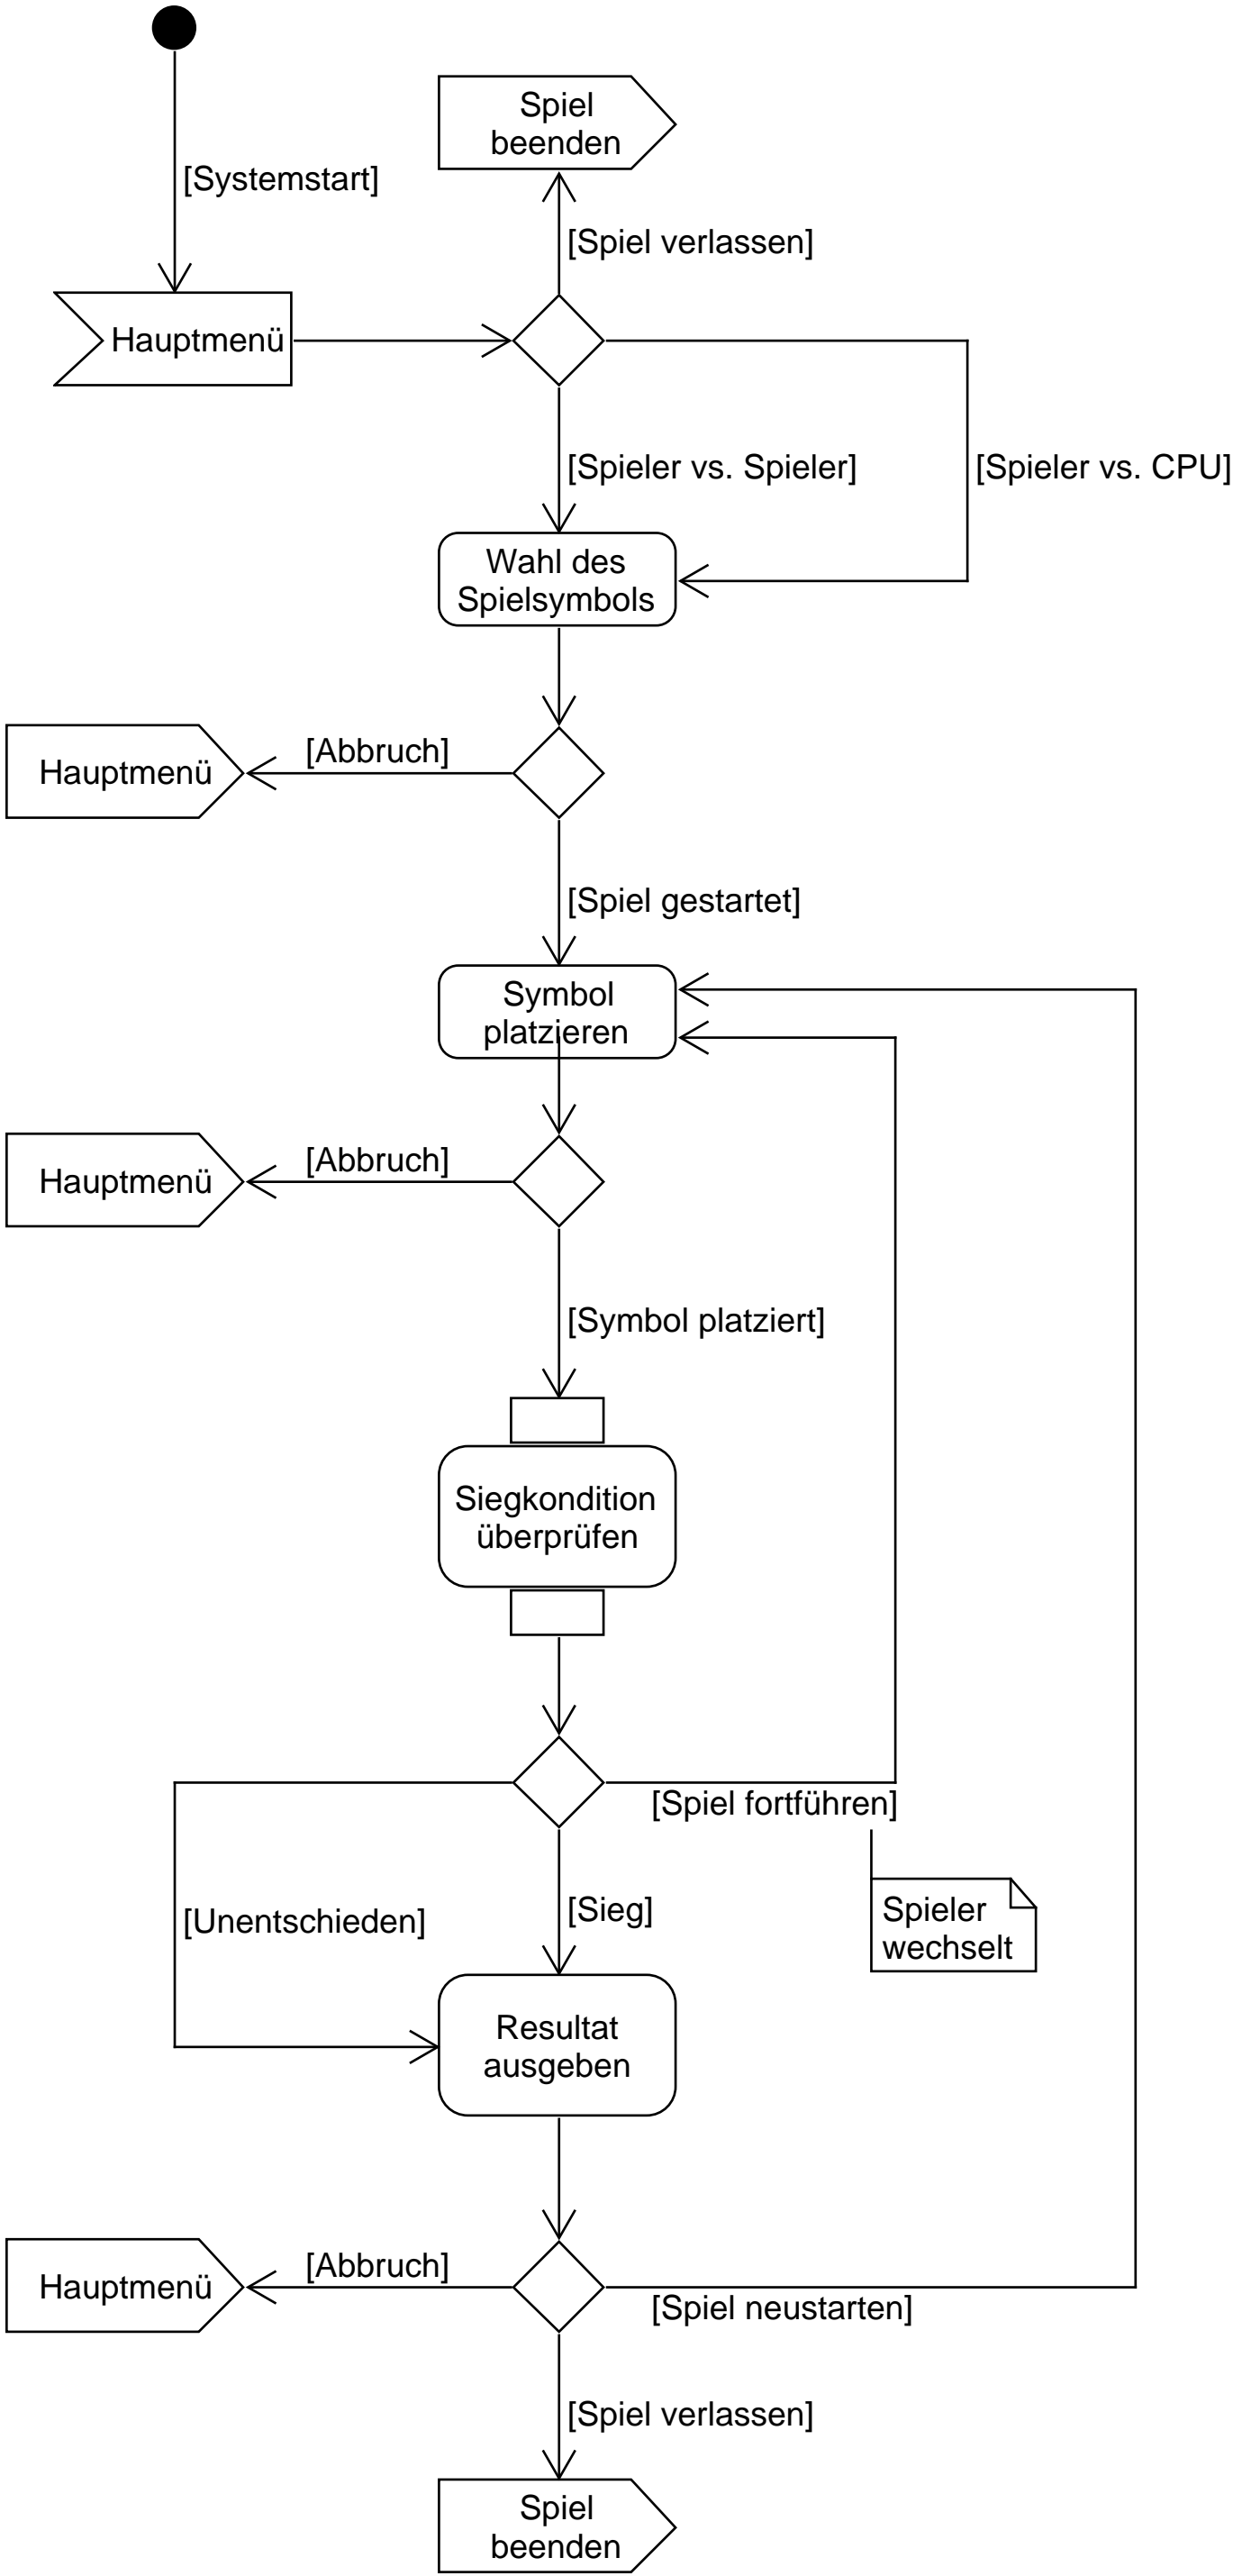 Spiel
beenden
[Systemstart]
[Spiel verlassen]
Hauptmenü
[Spieler vs. Spieler]
[Spieler vs. CPU]
Wahl des
Spielsymbols
[Abbruch]
Hauptmenü
[Spiel gestartet]
Symbol
platzieren
[Abbruch]
Hauptmenü
[Symbol platziert]
Siegkondition
überprüfen
[Spiel fortführen]
[Unentschieden]
[Sieg]
Spieler
wechselt
Resultat
ausgeben
[Abbruch]
Hauptmenü
[Spiel neustarten]
[Spiel verlassen]
Spiel
beenden